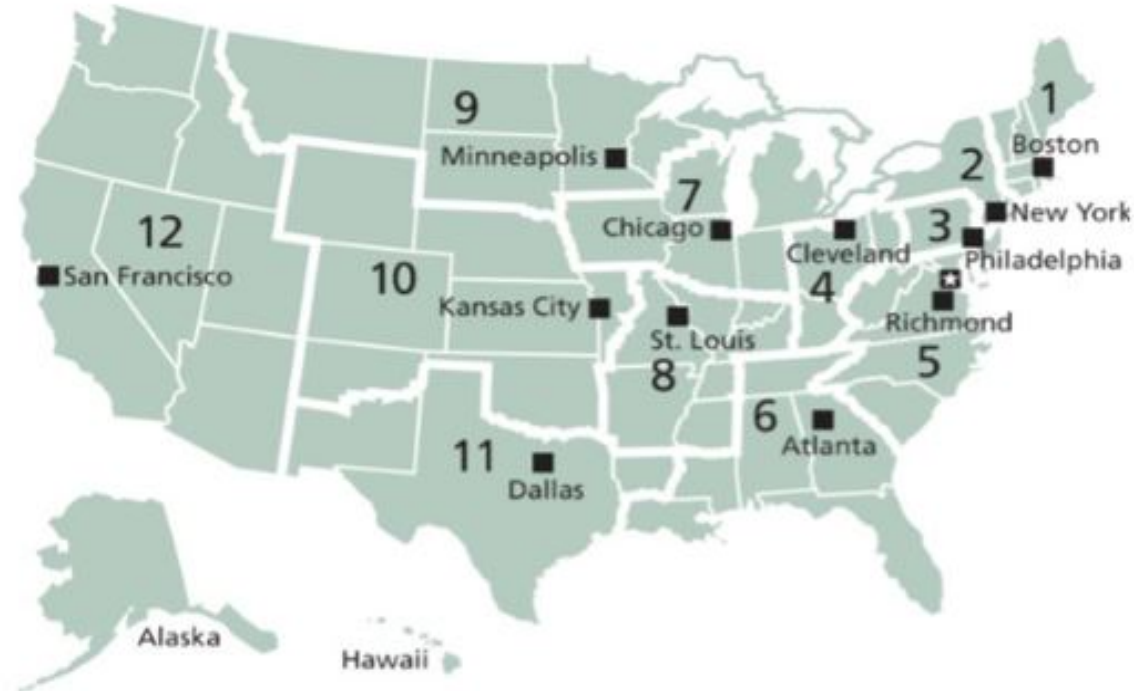 1
9
Boston
Minneapolis
2
7
New York
12
Chicago
3
Cleveland
Philadelphia
San Francisco
10
4
Kansas City
Richmond
St. Louis
5
8
6
Atlanta
11
Dallas
Alaska
Hawaii